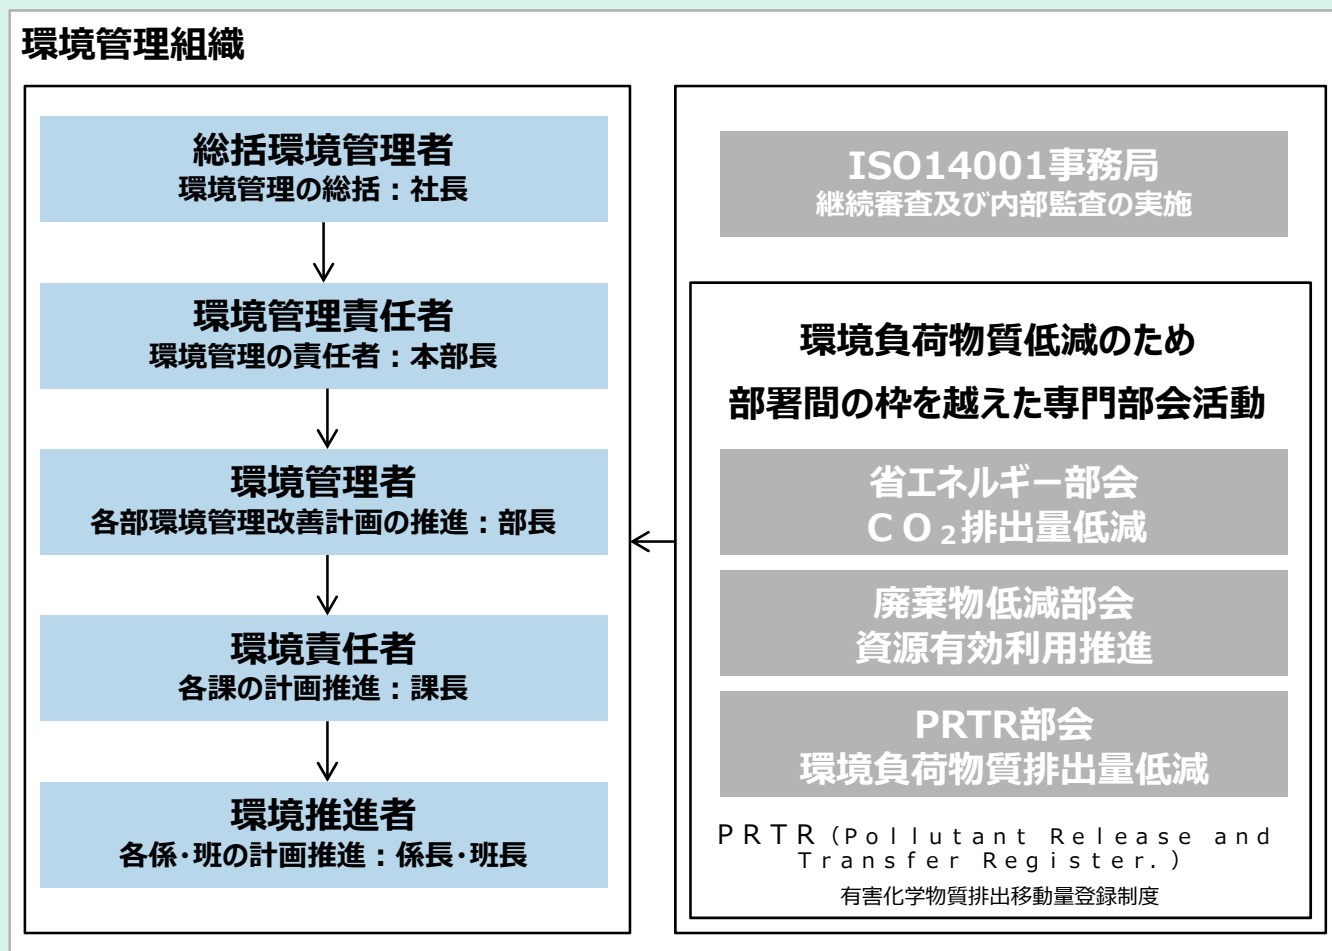 環境管理組織
総括環境管理者
環境管理の総括：社長
環境管理責任者
環境管理の責任者：本部長
環境管理者
各部環境管理改善計画の推進：部長
環境責任者
各課の計画推進：課長
環境推進者
各係・班の計画推進：係長・班長
ISO14001事務局
継続審査及び内部監査の実施
環境負荷物質低減のため
部署間の枠を越えた専門部会活動
省エネルギー部会
ＣＯ₂排出量低減
廃棄物低減部会
資源有効利用推進
PRTR部会
環境負荷物質排出量低減
ＰＲＴＲ（Pollutant Release and
Transfer Register.）
有害化学物質排出移動量登録制度